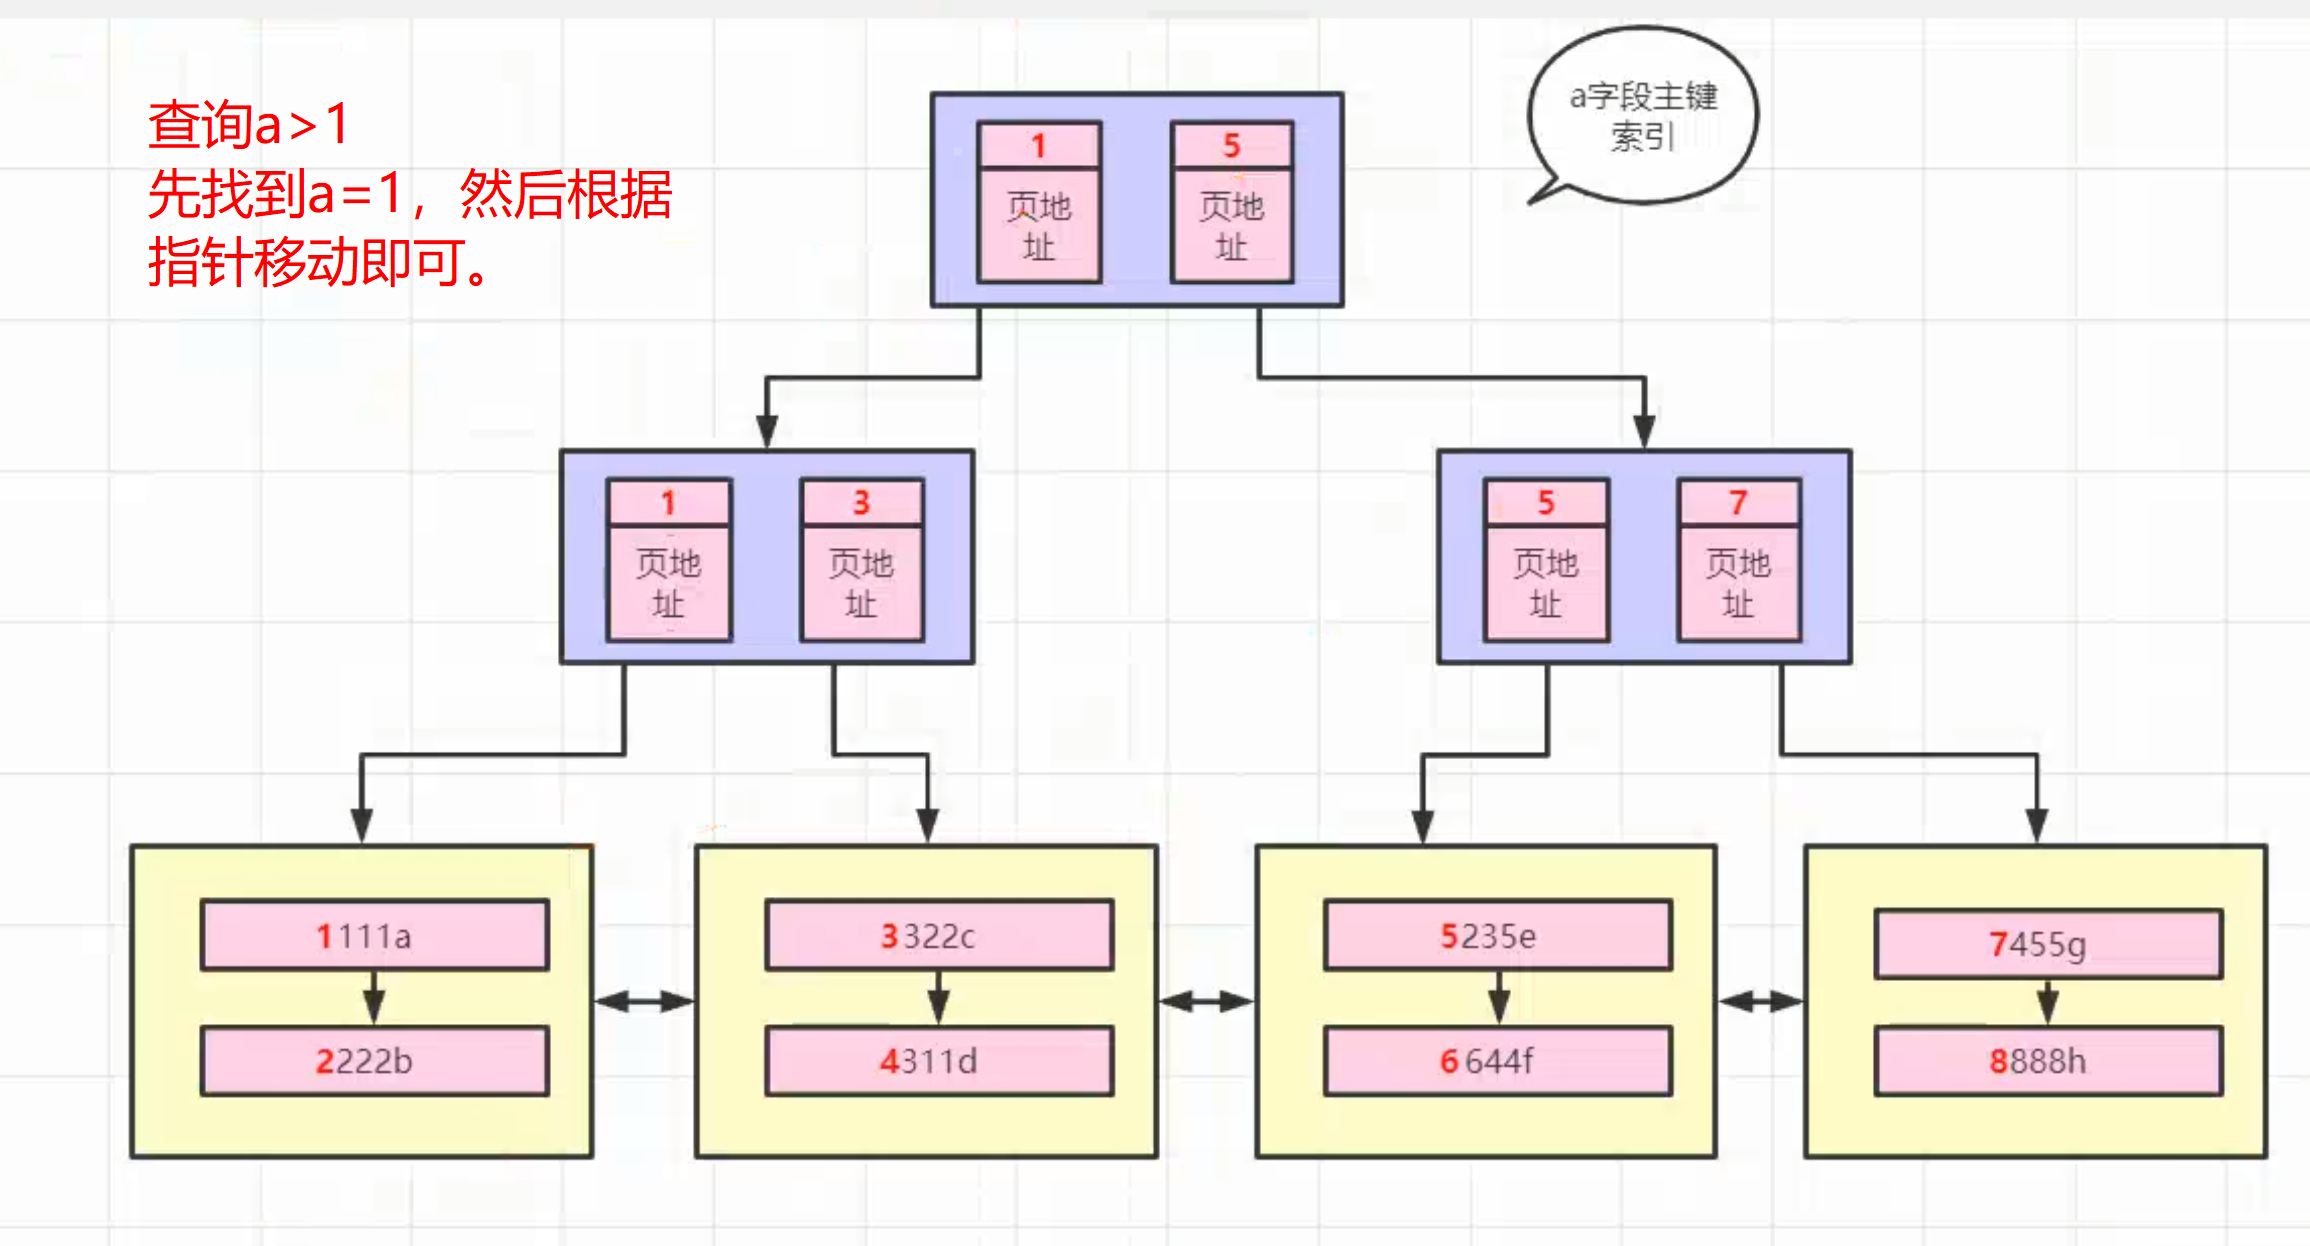 查询a>1
先找到a=1，然后根据
指针移动即可。
a字段主键
索引
1
5
页地
址
页地
址
1
3
页地
址
页地
址
5
7
页地
址
页地
址
1111a
2222b
3322c
4311d
5235e
6644f
7455g
8888h